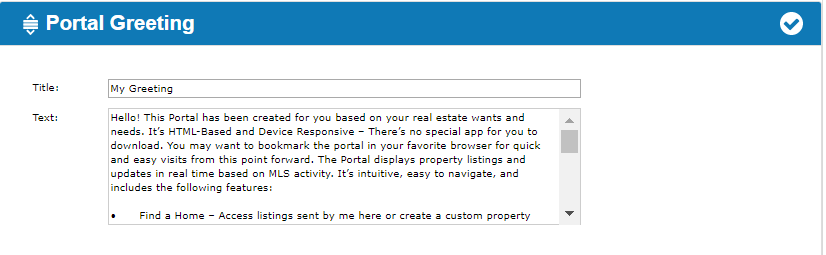 Portal Greeting
Title: My Greeting
Text: Hello! This Portal has been created for you based on your real estate wants and
needs. It’s HTML-Based and Device Responsive – There’s no special app for you to
download. You may want to bookmark the portal in your favorite browser for quick
and easy visits from this point forward. The Portal displays property listings and
updates in real time based on MLS activity. It’s intuitive, easy to navigate, and
includes the following features:
• Find a Home – Access listings sent by me here or create a custom property